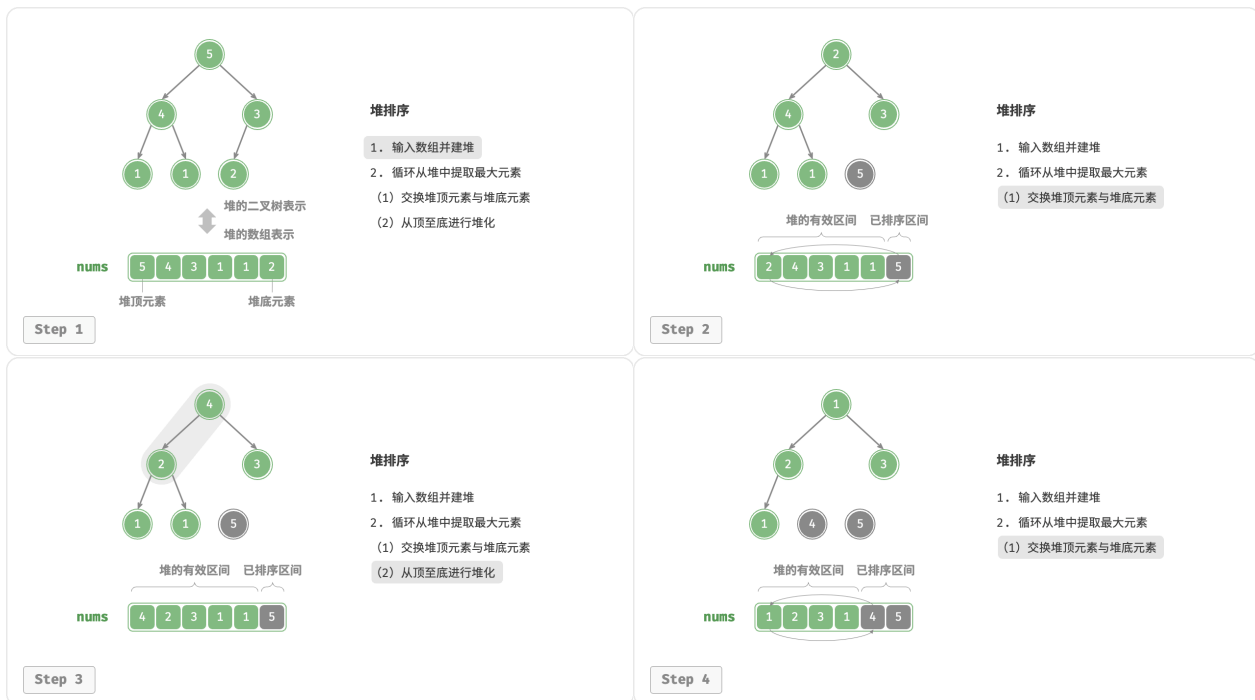 5
4 3
1 1 2
堆的二叉树表示
堆的数组表示
nums 5 4 3 1 1 2
堆顶元素 堆底元素
堆排序
1. 输入数组并建堆
2. 循环从堆中提取最大元素
（1）交换堆顶元素与堆底元素
（2）从顶至底进行堆化
Step 1
2
4 3
1 1 5
堆的有效区间 已排序区间
nums 2 4 3 1 1 5
堆排序
1. 输入数组并建堆
2. 循环从堆中提取最大元素
（1）交换堆顶元素与堆底元素
Step 2
4
2 3
1 1 5
堆的有效区间 已排序区间
nums 4 2 3 1 1 5
堆排序
1. 输入数组并建堆
2. 循环从堆中提取最大元素
（1）交换堆顶元素与堆底元素
（2）从顶至底进行堆化
Step 3
1
2 3
1 4 5
堆的有效区间 已排序区间
nums 1 2 3 1 4 5
堆排序
1. 输入数组并建堆
2. 循环从堆中提取最大元素
（1）交换堆顶元素与堆底元素
Step 4